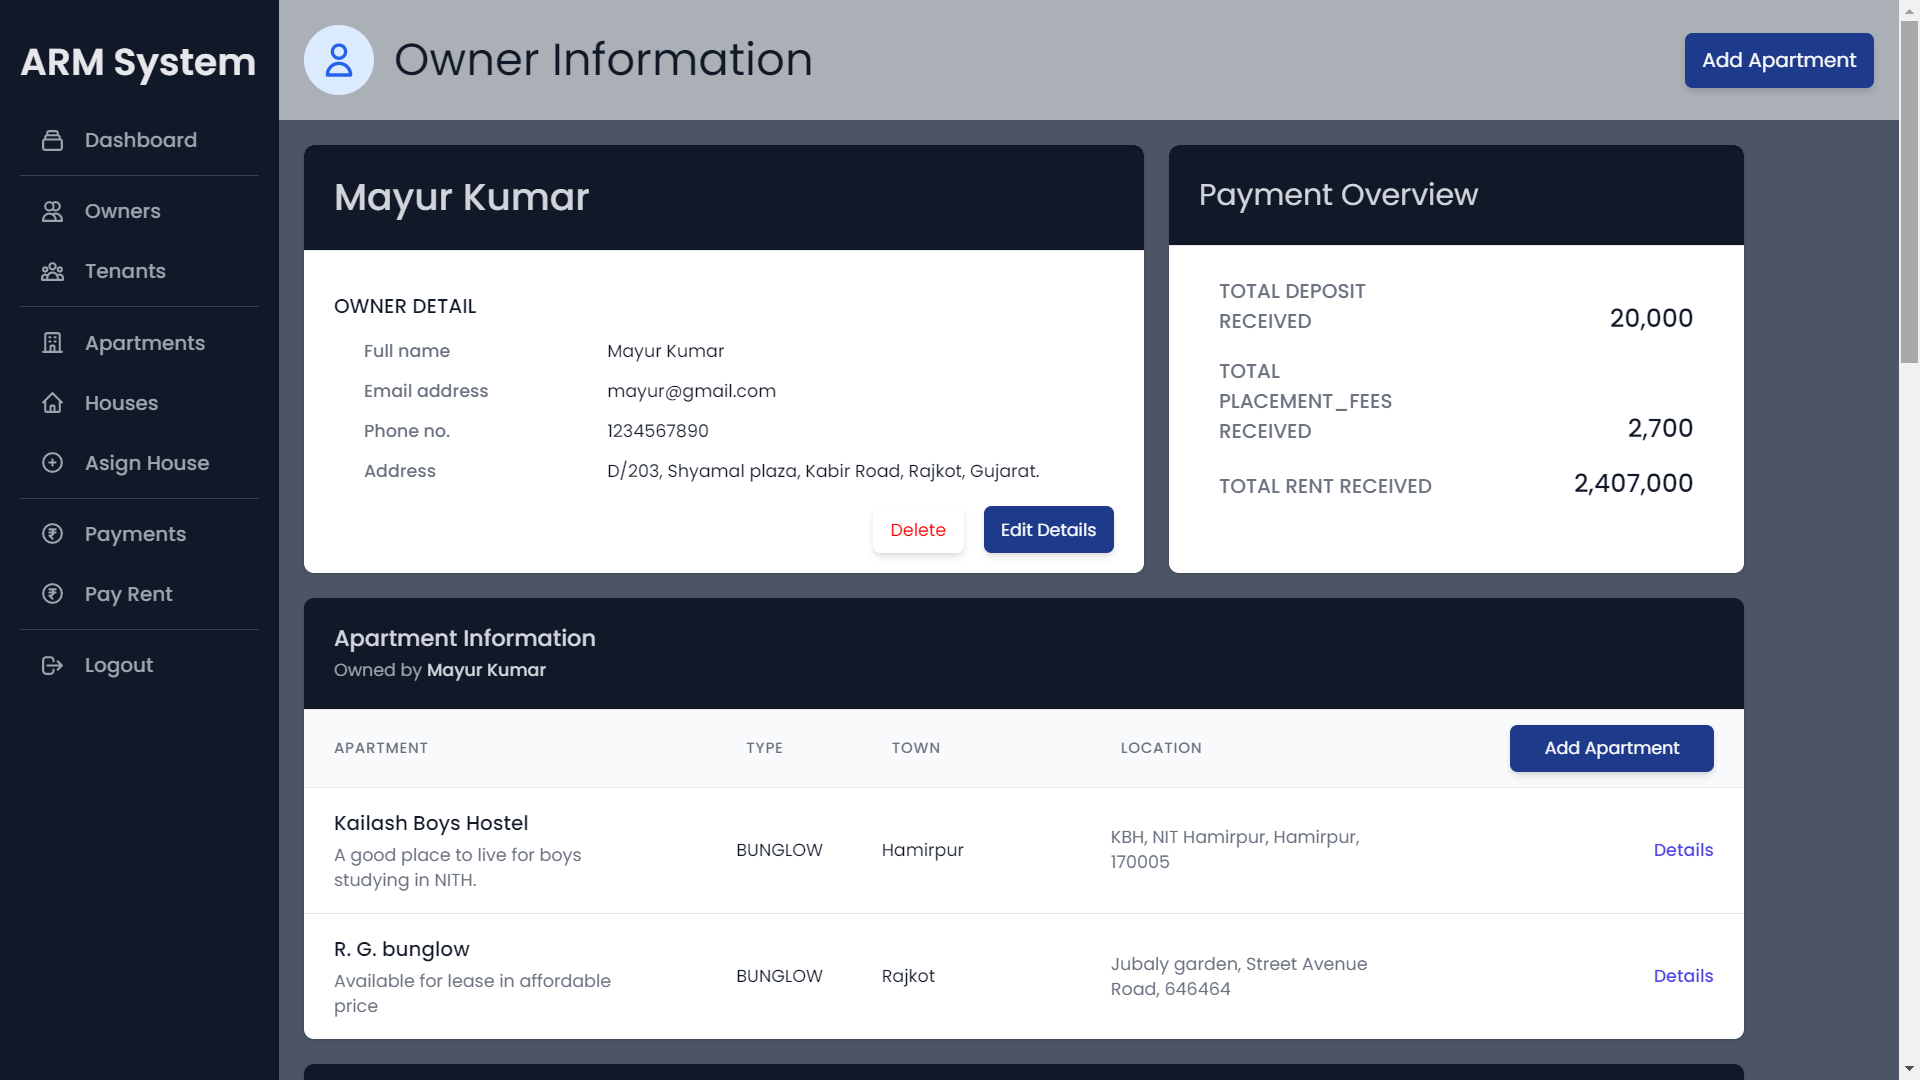 ARM System
Dashboard
Owners
Tenants
Apartments
Houses
Asign House
Payments
Pay Rent
Logout
Owner Information
Add Apartment
Mayur Kumar
OWNER DETAIL
Full name Mayur Kumar
Email address mayur@gmail.com
Phone no. 1234567890
Address D/203, Shyamal plaza, Kabir Road, Rajkot, Gujarat.
Delete Edit Details
Payment Overview
TOTAL DEPOSIT
RECEIVED 20,000
TOTAL
PLACEMENT_FEES
RECEIVED 2,700
TOTAL RENT RECEIVED 2,407,000
Apartment Information
Owned by Mayur Kumar
APARTMENT TYPE TOWN LOCATION Add Apartment
Kailash Boys Hostel
A good place to live for boys
studying in NITH.
BUNGLOW
Hamirpur
KBH, NIT Hamirpur, Hamirpur,
170005
Details
R. G. bunglow
Available for lease in affordable
price
BUNGLOW
Rajkot
Jubaly garden, Street Avenue
Road, 646464
Details